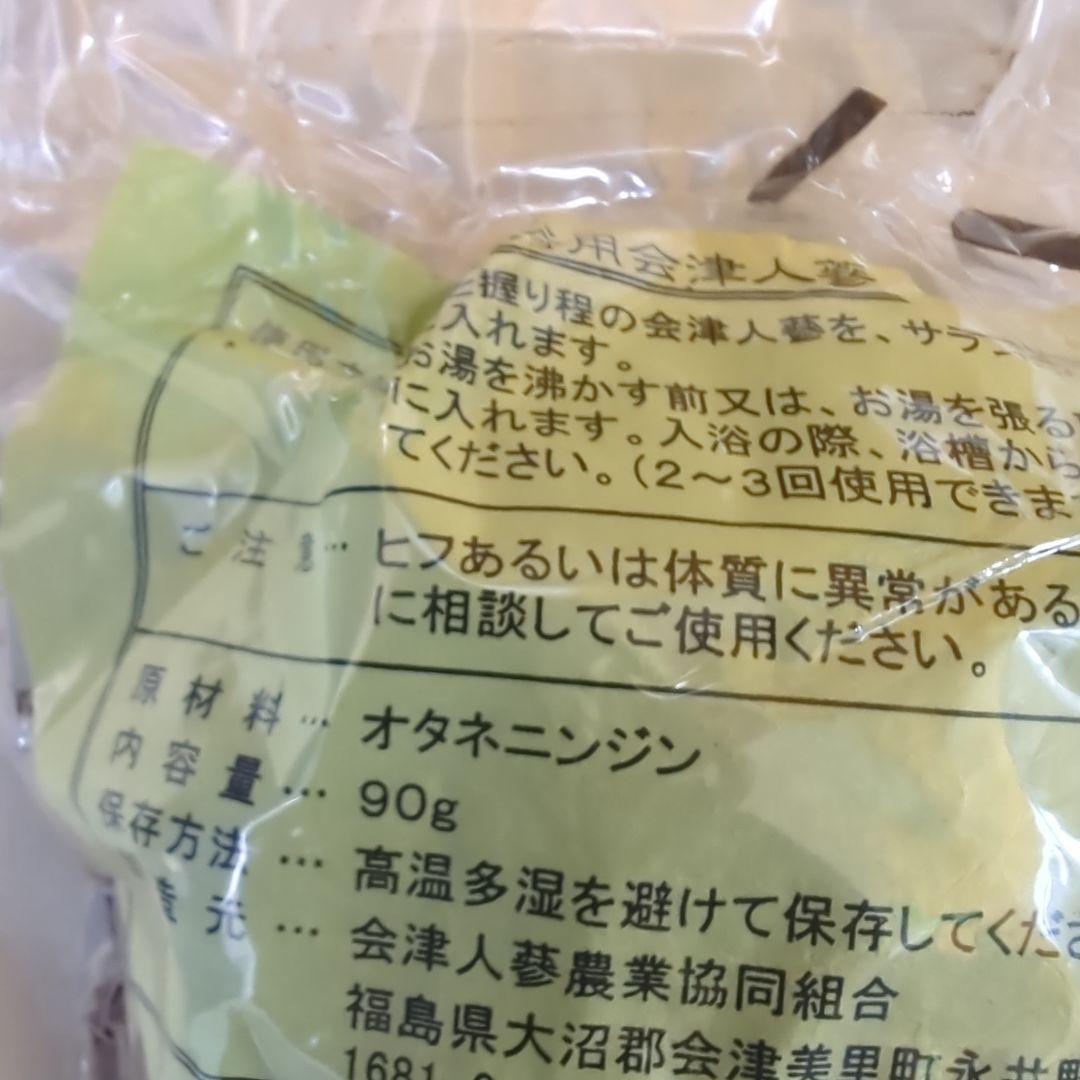 用会津人蔘
握り程の会津人蔘を、サラ
入れます。
お湯を沸かす前又は、お湯を張る
に入れます。入浴の際、浴槽から
てください。(2〜3回使用できま
ご注意… ヒフあるいは体質に異常がある
に相談してご使用ください。
原材料… オタネニンジン
内容量… 90g
保存方法… 高温多湿を避けて保存してくださ
元… 会津人蔘農業協同組合
福島県大沼郡会津美里町永井野
1681